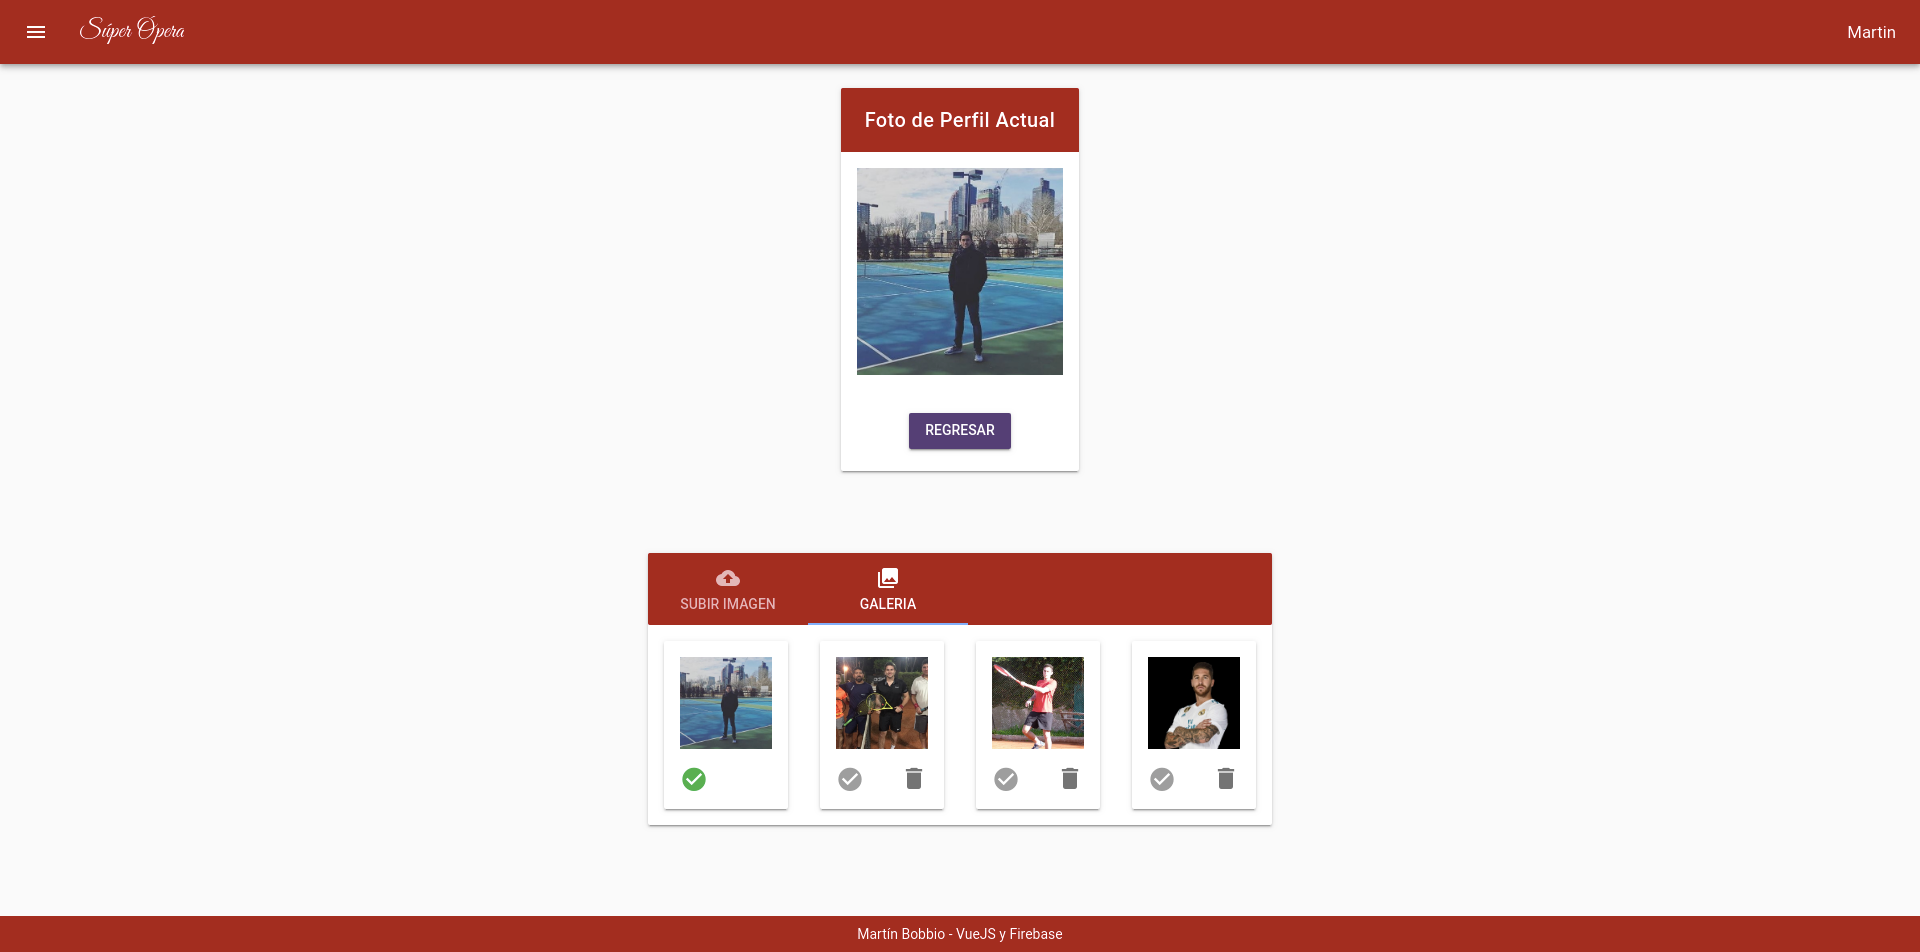 Súper Ópera
Martin
Foto de Perfil Actual
REGRESAR
SUBIR IMAGEN
GALERIA
Martín Bobbio - VueJS y Firebase